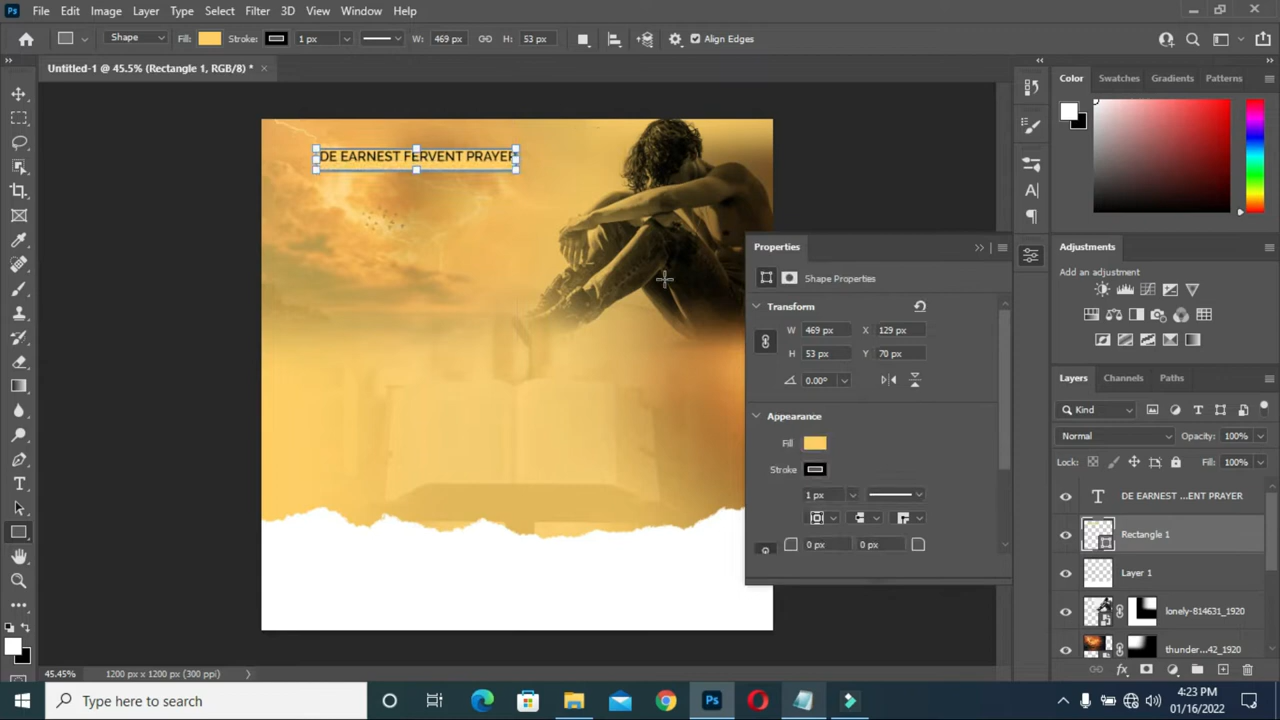 Ps File Edit Image Layer Type Select Filter 3D View Window Help
Shape Fill: Stroke: 1 px W: 469 px H: 53 px Align Edges
Untitled-1 @ 45.5% (Rectangle 1, RGB/8) * ×
Color Swatches Gradients Patterns
DE EARNEST FERVENT PRAYER
Properties
Shape Properties
Transform
W 469 px X 129 px
H 53 px Y 70 px
0.00°
Appearance
Fill
Stroke
1 px
0 px 0 px
Adjustments
Add an adjustment
Layers Channels Paths
Kind
Normal Opacity: 100%
Lock: Fill: 100%
DE EARNEST ...ENT PRAYER
Rectangle 1
Layer 1
lonely-814631_1920
thunder...42_1920
45.45% 1200 px x 1200 px (300 ppi)
Type here to search
Ps
4:23 PM
01/16/2022